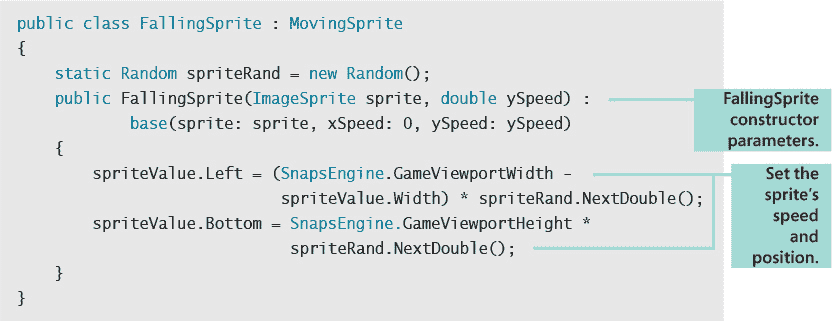 public class FallingSprite : MovingSprite
{
    static Random spriteRand = new Random();
    public FallingSprite(ImageSprite sprite, double ySpeed) :
            base(sprite: sprite, xSpeed: 0, ySpeed: ySpeed)
    {
        spriteValue.Left = (SnapsEngine.GameViewportWidth -
                            spriteValue.Width) * spriteRand.NextDouble();
        spriteValue.Bottom = SnapsEngine.GameViewportHeight *
                             spriteRand.NextDouble();
    }
}
FallingSprite
constructor
parameters.
Set the
sprite’s
speed
and
position.